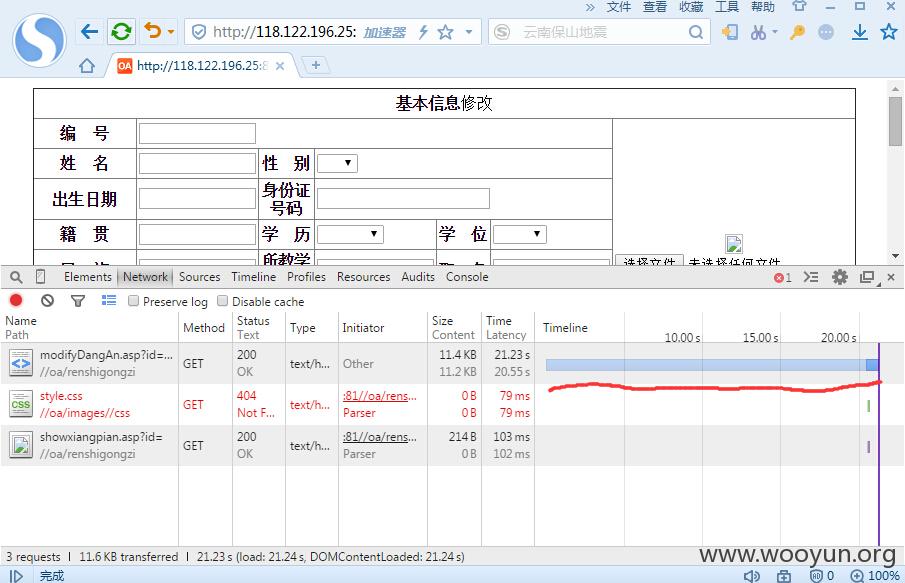 » 文件 查看 收藏 工具 帮助
http://118.122.196.25: 加速器 云南保山地震
OA http://118.122.196.25:8
基本信息修改
编 号
姓 名 性 别
出生日期 身份证号码
籍 贯 学 历 学 位
所教学
选择文件 未选择任何文件
Elements Network Sources Timeline Profiles Resources Audits Console 1
Preserve log Disable cache
Name Path Method Status Text Type Initiator Size Content Time Latency Timeline 10.00 s 15.00 s 20.00 s
modifyDangAn.asp?id=... GET 200 text/h... Other 11.4 KB 21.23 s
//oa/renshigongzi OK 11.2 KB 20.55 s
CSS style.css GET 404 text/h... :81//oa/rens... 0 B 79 ms
//oa/images//css Not F... Parser 0 B 79 ms
showxiangpian.asp?id= GET 200 text/h... :81//oa/rens... 214 B 103 ms
//oa/renshigongzi OK Parser 0 B 102 ms
3 requests | 11.6 KB transferred | 21.23 s (load: 21.24 s, DOMContentLoaded: 21.24 s)
www.wooyun.org
完成 0 100%